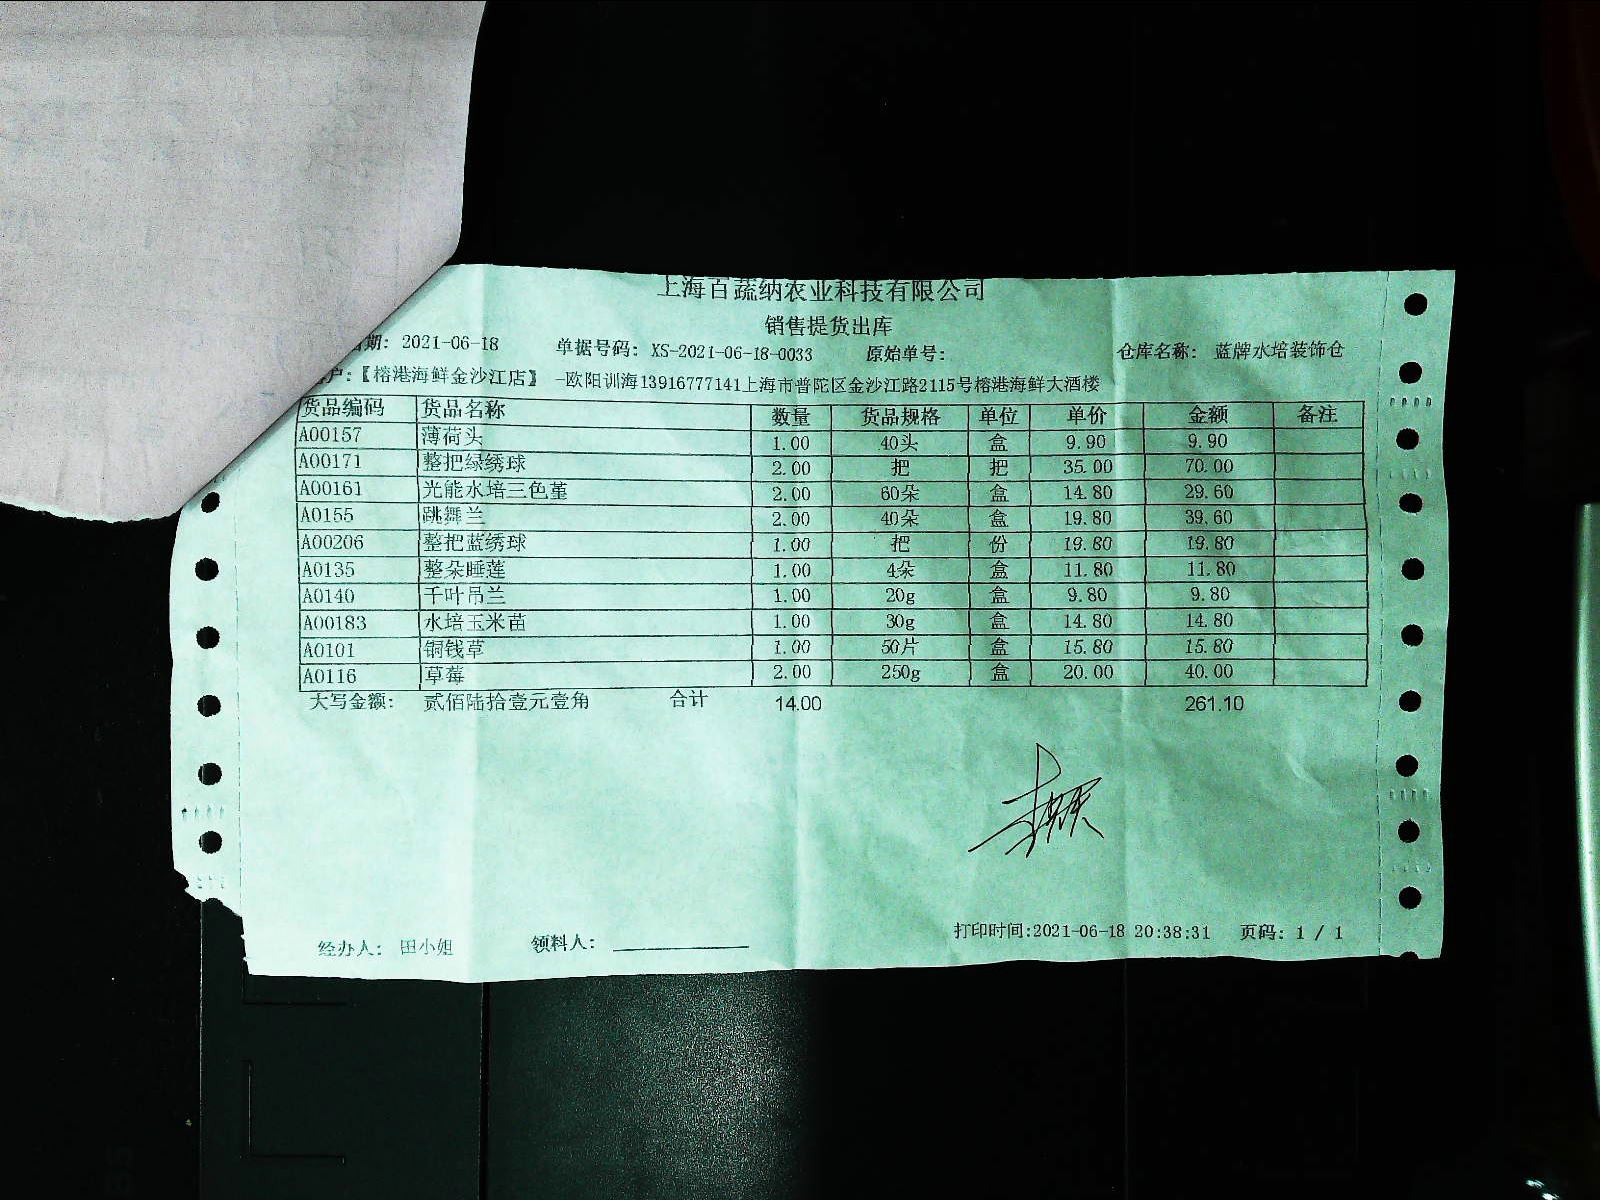 上海百蔬纳农业科技有限公司
销售提货出库
日期: 2021-06-18 单据号码: XS-2021-06-18-0033 原始单号: 仓库名称: 蓝牌水培装饰仓
户:【榕港海鲜金沙江店】 -欧阳训海13916777141上海市普陀区金沙江路2115号榕港海鲜大酒楼
货品编码 货品名称 数量 货品规格 单位 单价 金额 备注
A00157 薄荷头 1.00 40头 盒 9.90 9.90
A00171 整把绿绣球 2.00 把 把 35.00 70.00
A00161 光能水培三色堇 2.00 60朵 盒 14.80 29.60
A0155 跳舞兰 2.00 40朵 盒 19.80 39.60
A00206 整把蓝绣球 1.00 把 份 19.80 19.80
A0135 整朵睡莲 1.00 4朵 盒 11.80 11.80
A0140 千叶吊兰 1.00 20g 盒 9.80 9.80
A00183 水培玉米苗 1.00 30g 盒 14.80 14.80
A0101 铜钱草 1.00 50片 盒 15.80 15.80
A0116 草莓 2.00 250g 盒 20.00 40.00
大写金额: 贰佰陆拾壹元壹角 合计 14.00 261.10
打印时间:2021-06-18 20:38:31 页码: 1 / 1
经办人: 田小姐 领料人: